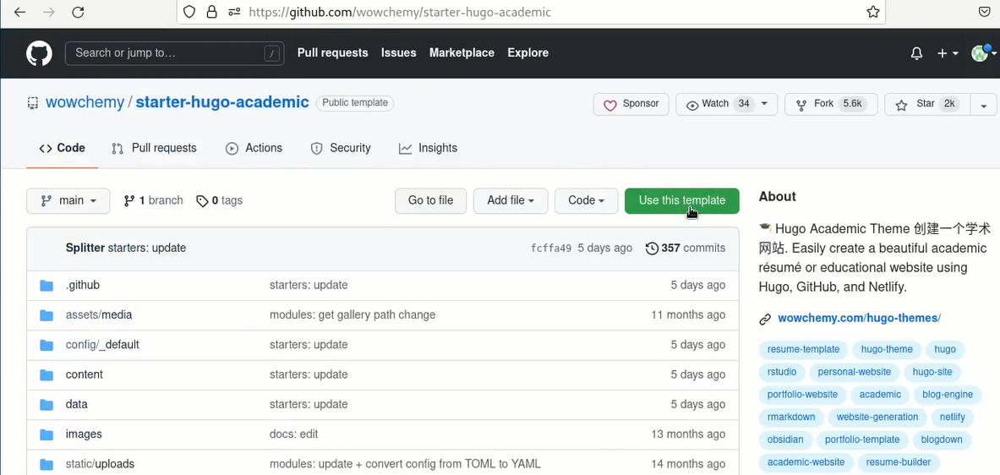 https://github.com/wowchemy/starter-hugo-academic
Search or jump to… / Pull requests Issues Marketplace Explore
wowchemy / starter-hugo-academic Public template Sponsor Watch 34 Fork 5.6k Star 2k
Code Pull requests Actions Security Insights
main 1 branch 0 tags Go to file Add file Code Use this template
Splitter starters: update fcffa49 5 days ago 357 commits
.github starters: update 5 days ago
assets/media modules: get gallery path change 11 months ago
config/_default starters: update 5 days ago
content starters: update 5 days ago
data starters: update 5 days ago
images docs: edit 13 months ago
static/uploads modules: update + convert config from TOML to YAML 14 months ago
About
🎓 Hugo Academic Theme 创建一个学术
网站. Easily create a beautiful academic
résumé or educational website using
Hugo, GitHub, and Netlify.
wowchemy.com/hugo-themes/
resume-template hugo-theme hugo
rstudio personal-website hugo-site
portfolio-website academic blog-engine
rmarkdown website-generation netlify
obsidian portfolio-template blogdown
academic-website resume-builder